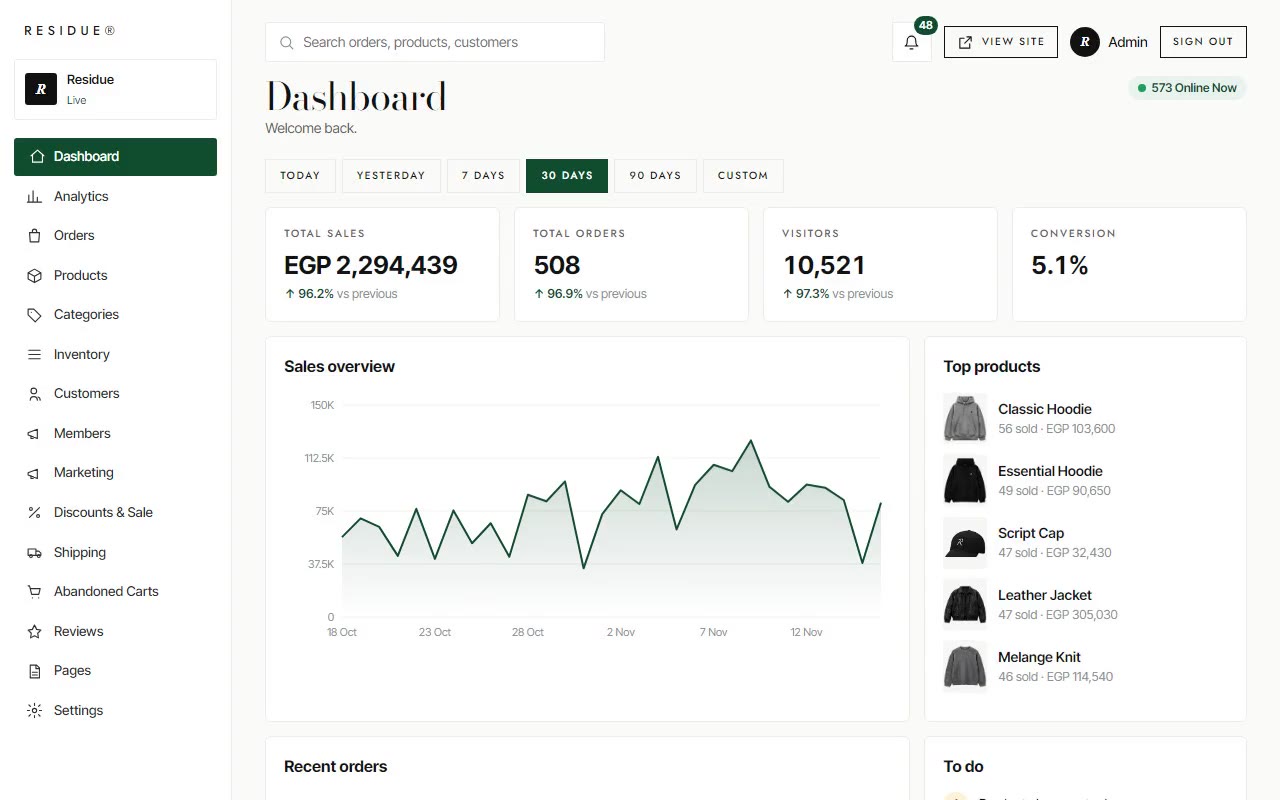 RESIDUE®
Residue
Live
Dashboard
Analytics
Orders
Products
Categories
Inventory
Customers
Members
Marketing
Discounts & Sale
Shipping
Abandoned Carts
Reviews
Pages
Settings
Search orders, products, customers
48
VIEW SITE
R
Admin
SIGN OUT
Dashboard
Welcome back.
573 Online Now
TODAY
YESTERDAY
7 DAYS
30 DAYS
90 DAYS
CUSTOM
TOTAL SALES
EGP 2,294,439
↑ 96.2% vs previous
TOTAL ORDERS
508
↑ 96.9% vs previous
VISITORS
10,521
↑ 97.3% vs previous
CONVERSION
5.1%
Sales overview
150K
112.5K
75K
37.5K
0
18 Oct
23 Oct
28 Oct
2 Nov
7 Nov
12 Nov
Top products
Classic Hoodie
56 sold · EGP 103,600
Essential Hoodie
49 sold · EGP 90,650
Script Cap
47 sold · EGP 32,430
Leather Jacket
47 sold · EGP 305,030
Melange Knit
46 sold · EGP 114,540
Recent orders
To do